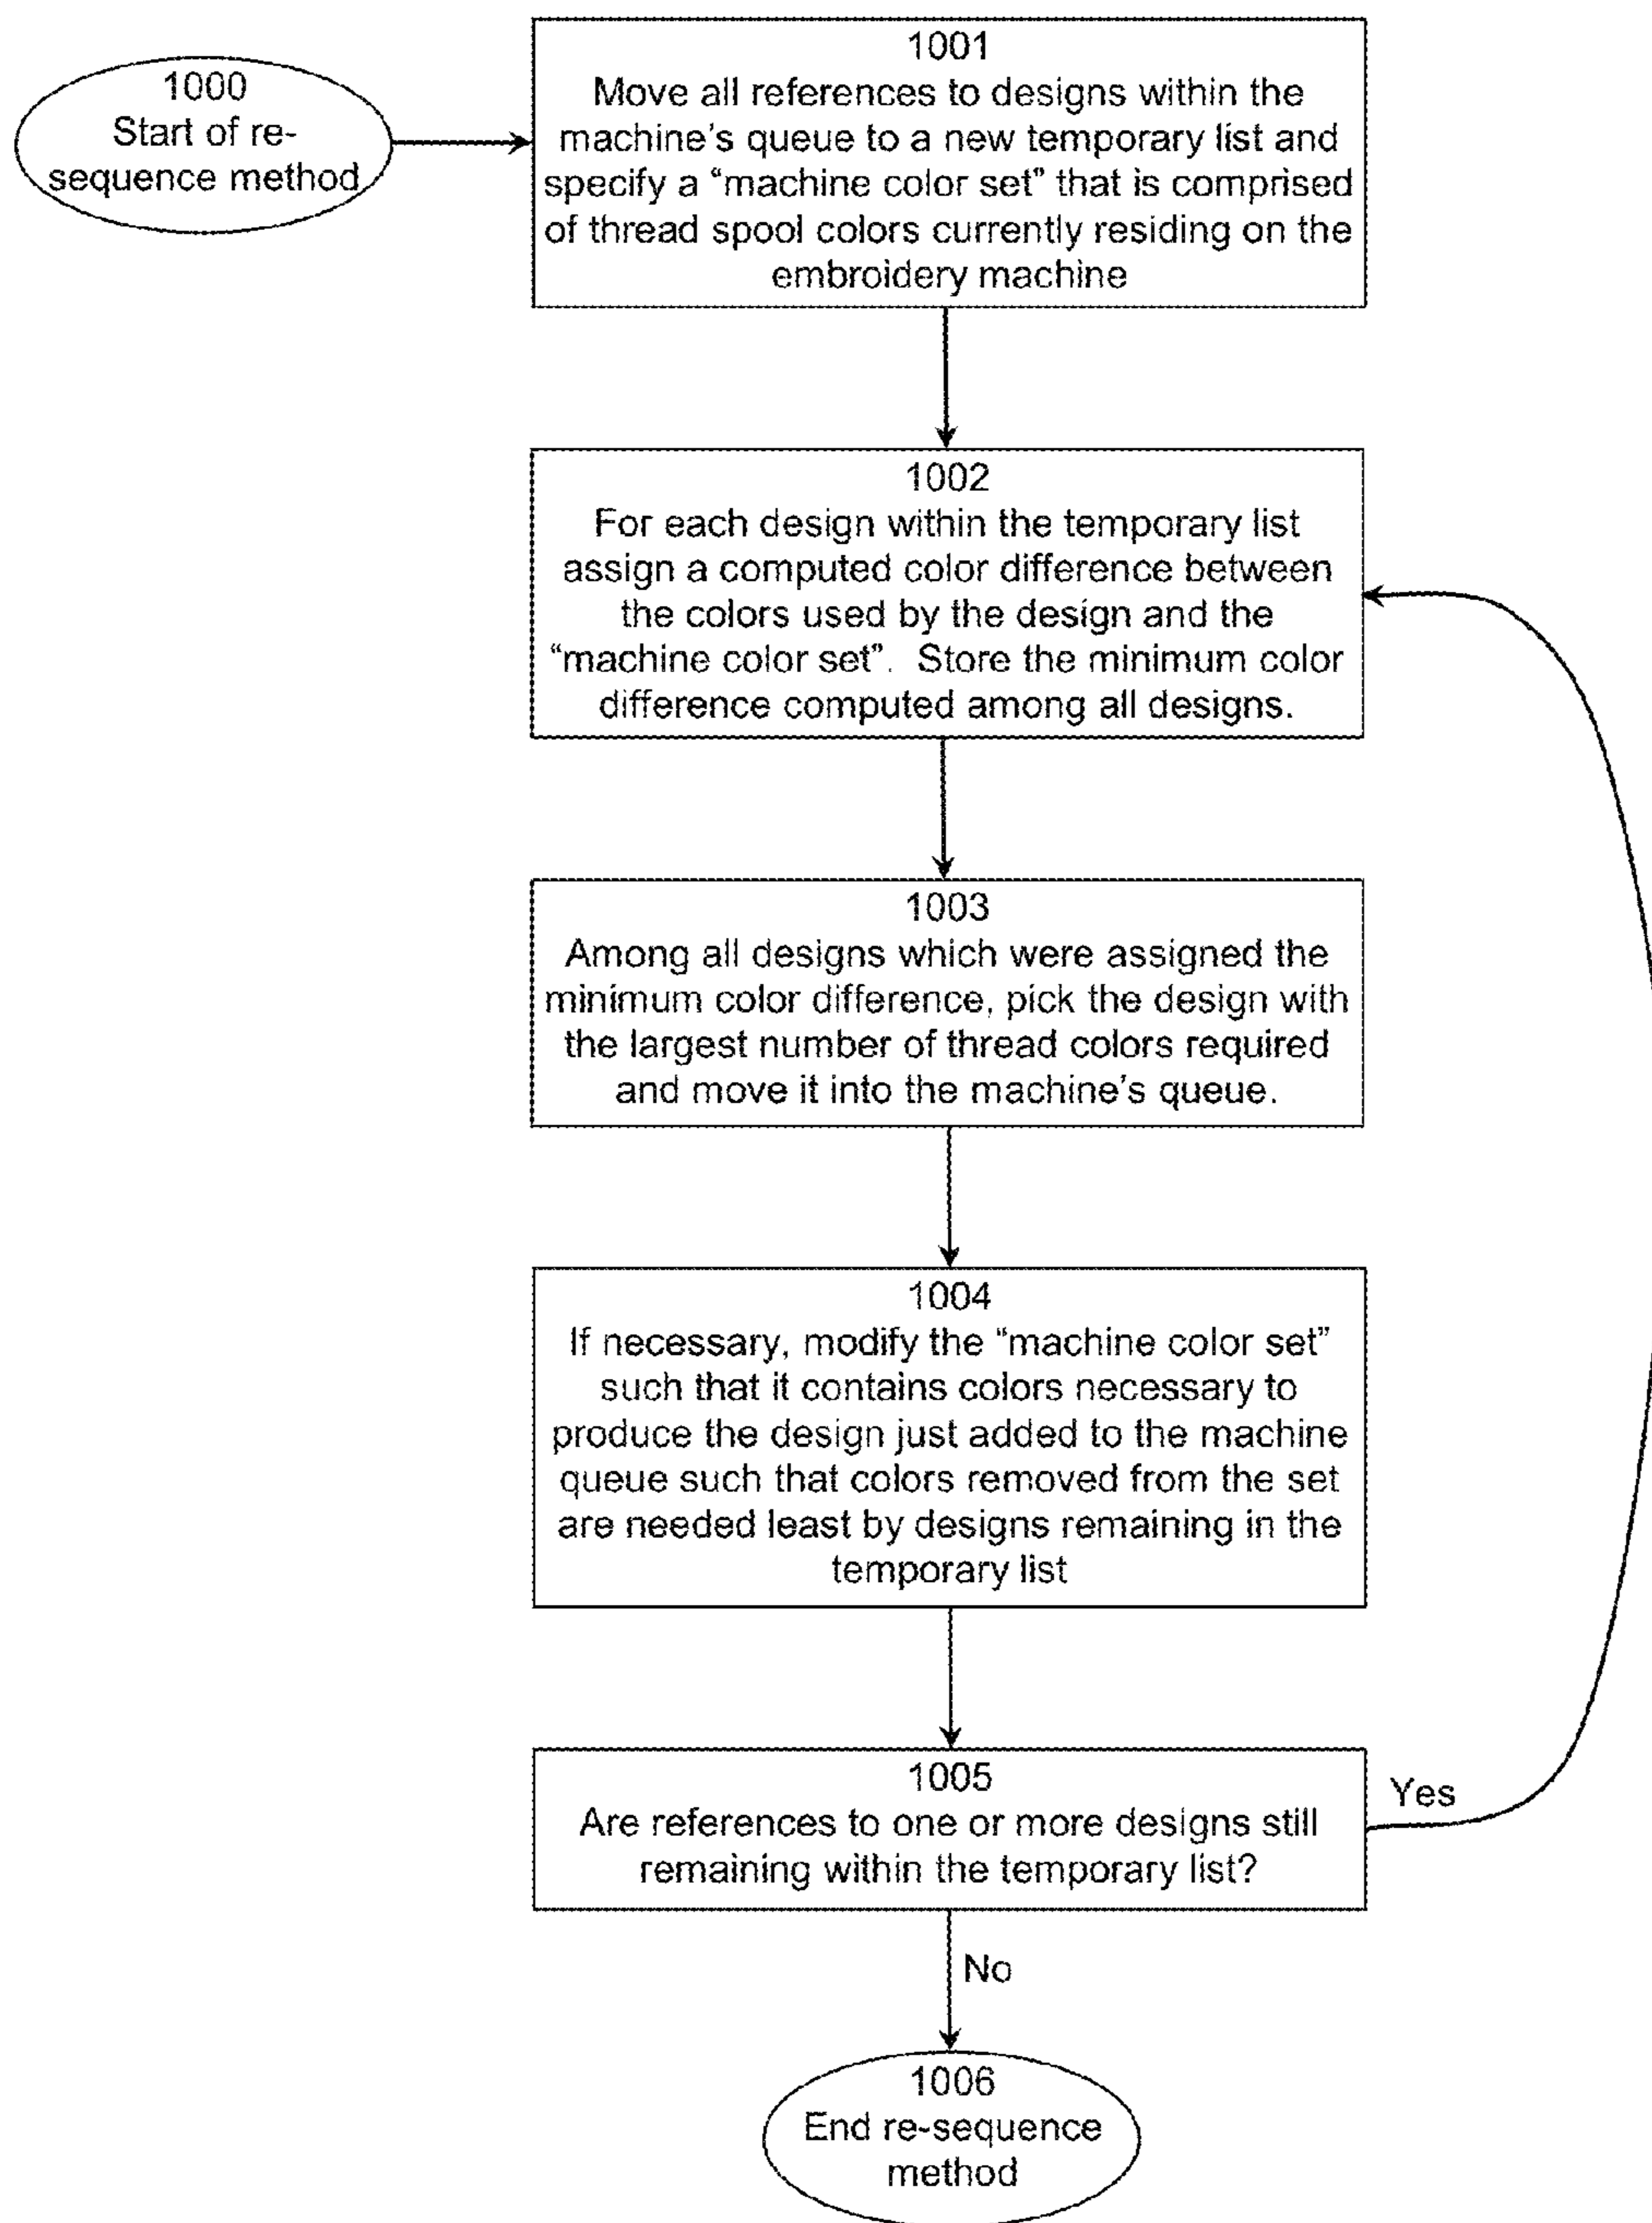 1000
Start of re-
sequence method
1001
Move all references to designs within the
machine's queue to a new temporary list and
specify a “machine color set” that is comprised
of thread spool colors currently residing on the
embroidery machine
1002
For each design within the temporary list
assign a computed color difference between
the colors used by the design and the
“machine color set”. Store the minimum color
difference computed among all designs.
1003
Among all designs which were assigned the
minimum color difference, pick the design with
the largest number of thread colors required
and move it into the machine's queue.
1004
If necessary, modify the “machine color set”
such that it contains colors necessary to
produce the design just added to the machine
queue such that colors removed from the set
are needed least by designs remaining in the
temporary list
1005
Are references to one or more designs still
remaining within the temporary list?
Yes
No
1006
End re-sequence
method